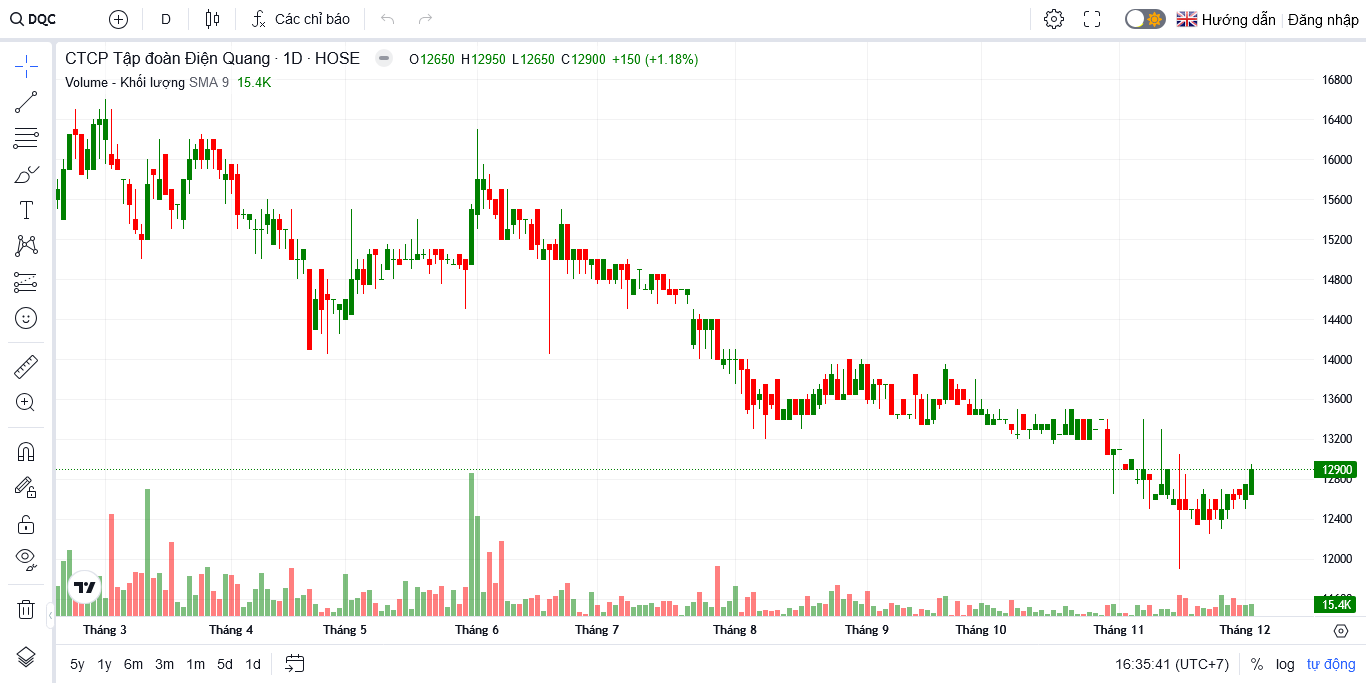 DQC D Các chỉ báo Hướng dẫn Đăng nhập
CTCP Tập đoàn Điện Quang · 1D · HOSE O12650 H12950 L12650 C12900 +150 (+1.18%)
Volume - Khối lượng SMA 9 15.4K
16800
16400
16000
15600
15200
14800
14400
14000
13600
13200
12900
12800
12400
12000
15.4K
Tháng 3 Tháng 4 Tháng 5 Tháng 6 Tháng 7 Tháng 8 Tháng 9 Tháng 10 Tháng 11 Tháng 12
5y 1y 6m 3m 1m 5d 1d 16:35:41 (UTC+7) % log tự động